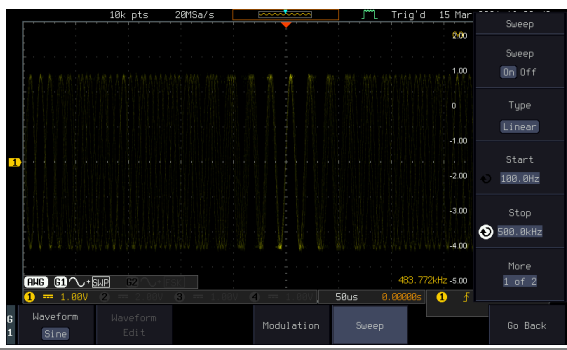 10k pts 20MSa/s Trig'd 15 Mar
Sweep
2.00
Sweep
On Off
1.00
Type
0
Linear
-1.00
Start
100.0Hz
1
-2.00
Stop
-3.00
500.0kHz
-4.00
More
1 of 2
AWG G1 + SWP G2
483.772kHz -5.00
1 1.00V 2 3 4 50us 0.00000s 1
G
1
Waveform
Sine
Waveform
Edit
Modulation
Sweep
Go Back